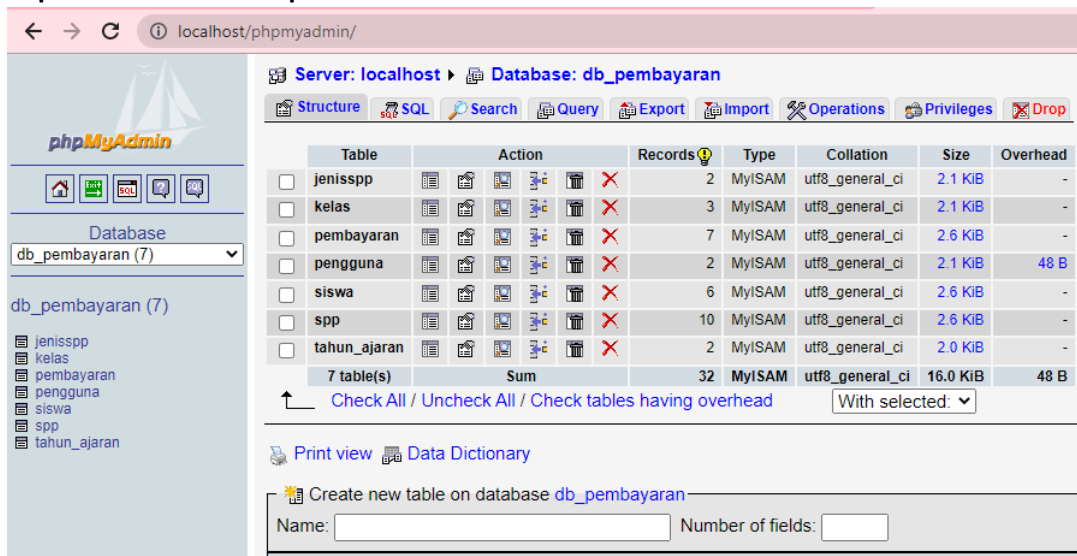 localhost/phpmyadmin/
phpMyAdmin
Database
db_pembayaran (7)
db_pembayaran (7)
jenisspp
kelas
pembayaran
pengguna
siswa
spp
tahun_ajaran
Server: localhost Database: db_pembayaran
Structure SQL Search Query Export Import Operations Privileges Drop
Table Action Records Type Collation Size Overhead
jenisspp 2 MyISAM utf8_general_ci 2.1 KiB -
kelas 3 MyISAM utf8_general_ci 2.1 KiB -
pembayaran 7 MyISAM utf8_general_ci 2.6 KiB -
pengguna 2 MyISAM utf8_general_ci 2.1 KiB 48 B
siswa 6 MyISAM utf8_general_ci 2.6 KiB -
spp 10 MyISAM utf8_general_ci 2.6 KiB -
tahun_ajaran 2 MyISAM utf8_general_ci 2.0 KiB -
7 table(s) Sum 32 MyISAM utf8_general_ci 16.0 KiB 48 B
Check All / Uncheck All / Check tables having overhead With selected:
Print view Data Dictionary
Create new table on database db_pembayaran
Name: Number of fields: